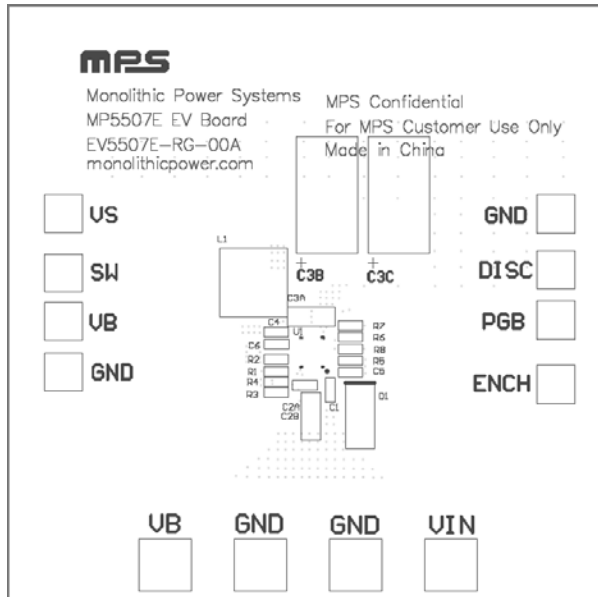 MPS
Monolithic Power Systems
MP5507E EV Board
EV5507E-RG-00A
monolithicpower.com
MPS Confidential
For MPS Customer Use Only
Made in China
VS
GND
L1
SW
C3B
C3C
DISC
C3A
VB
C4
U1
R7
R6
PGB
C6
R8
R2
R5
GND
R1
C5
R4
R3
ENCH
C2A
C2B
C1
D1
VB
GND
GND
VIN